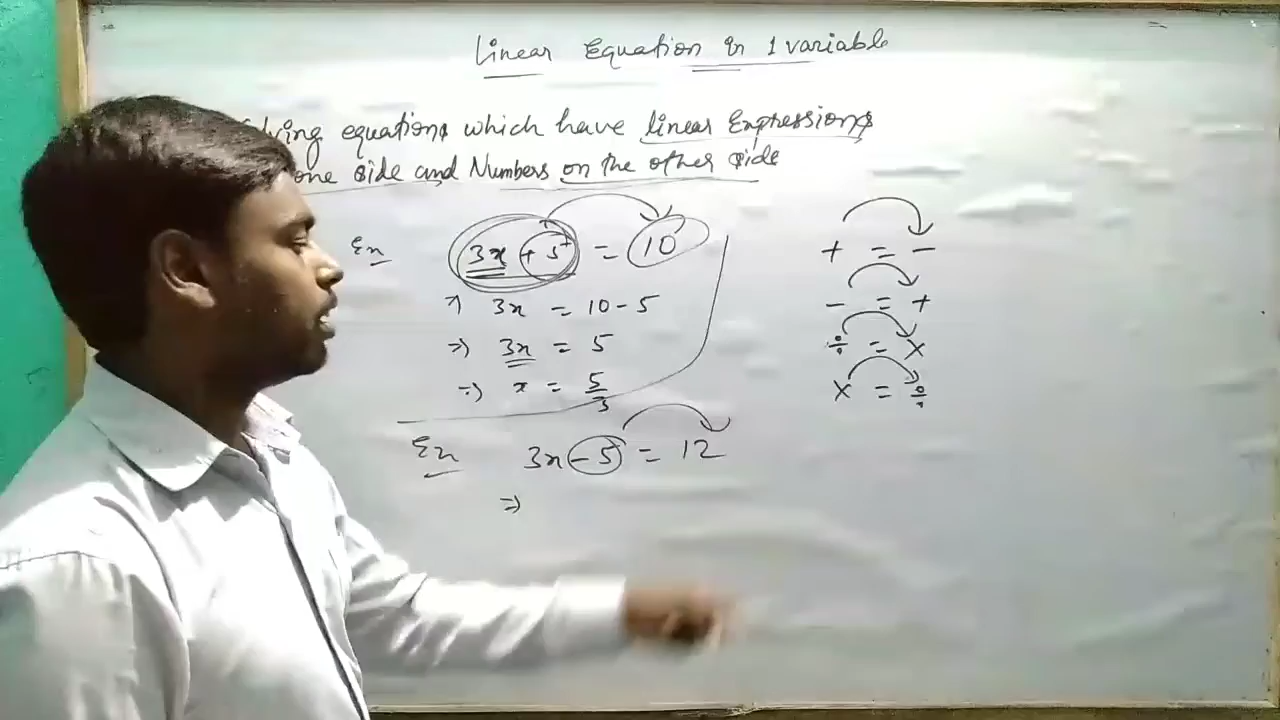 Linear Equation in 1 variable
equations which have linear Expressions
one side and Numbers on the other side
Ex 3x + 5 = 10
⇒ 3x = 10 - 5
⇒ 3x = 5
⇒ x = 5/3
Ex 3x - 5 = 12
⇒
+ = -
- = +
÷ = ×
× = ÷